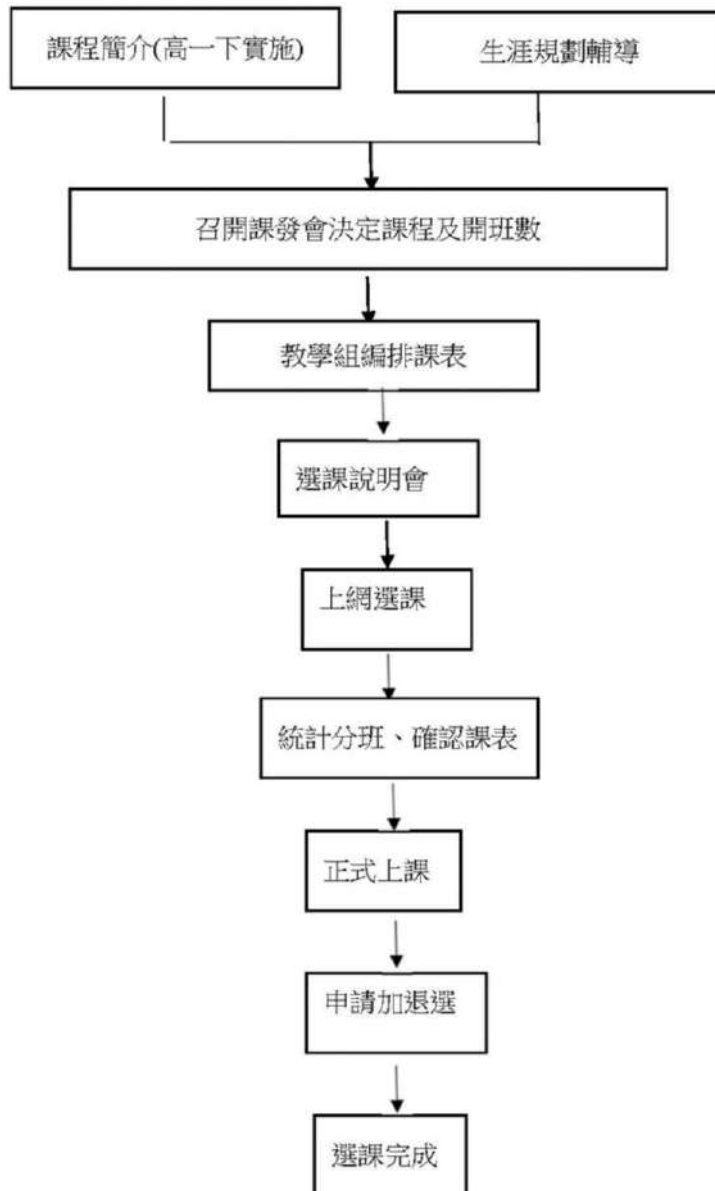 課程簡介(高一下實施)
生涯規劃輔導
召開課發會決定課程及開班數
教學組編排課表
選課說明會
上網選課
統計分班、確認課表
正式上課
申請加退選
選課完成